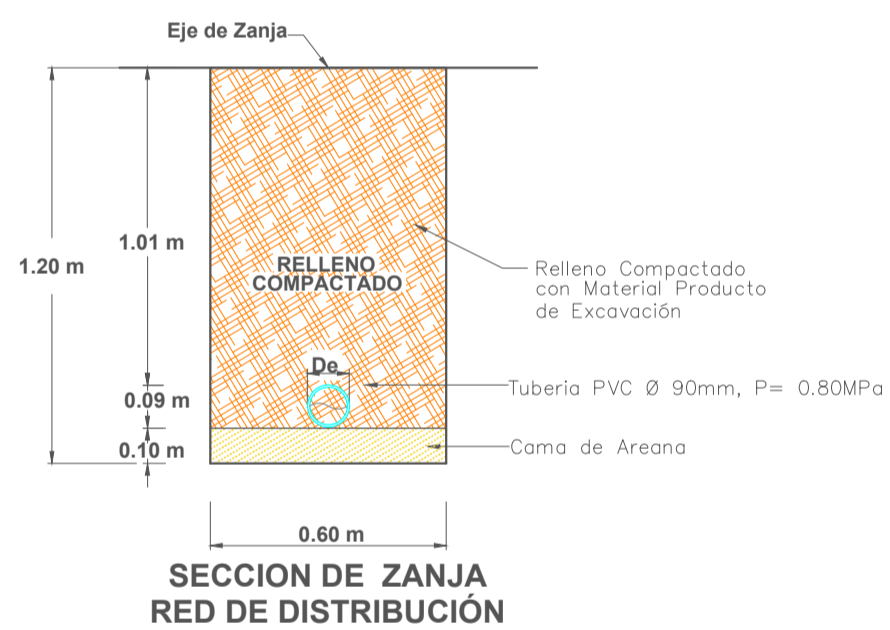 Eje de Zanja
1.20 m
1.01 m
RELLENO
COMPACTADO
Relleno Compactado
con Material Producto
de Excavación
De
0.09 m
Tuberia PVC Ø 90mm, P= 0.80MPa
0.10 m
Cama de Areana
0.60 m
SECCION DE ZANJA
RED DE DISTRIBUCIÓN